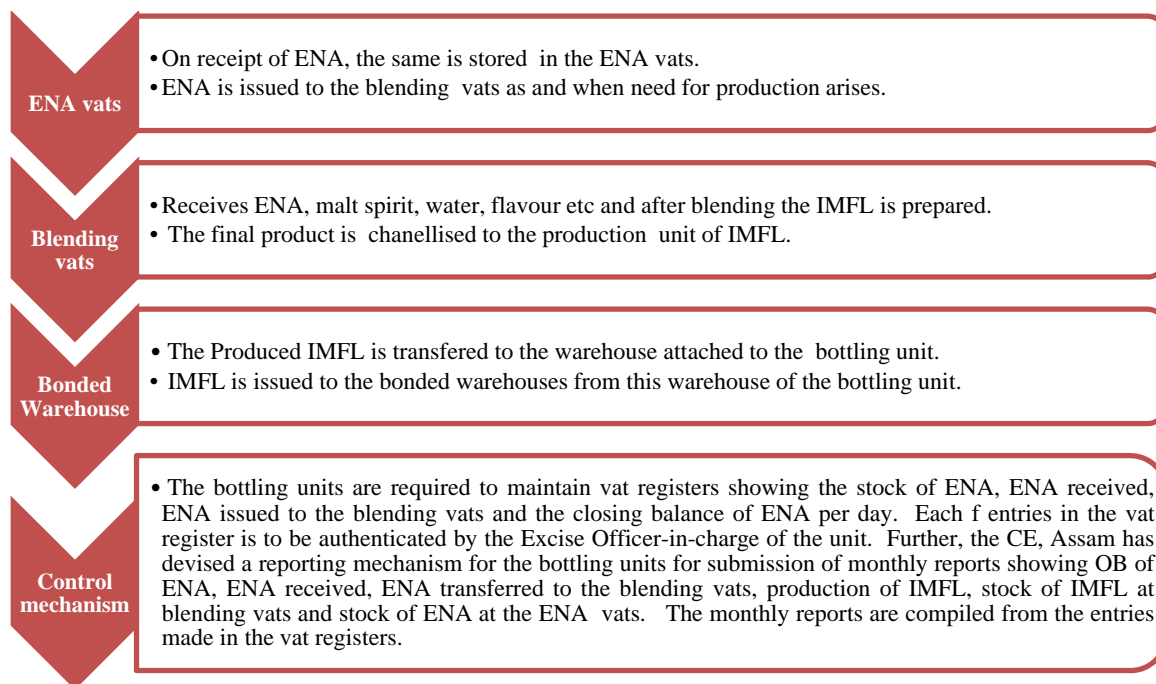 ENA vats
• On receipt of ENA, the same is stored in the ENA vats.
• ENA is issued to the blending vats as and when need for production arises.
Blending
vats
• Receives ENA, malt spirit, water, flavour etc and after blending the IMFL is prepared.
• The final product is chanellised to the production unit of IMFL.
Bonded
Warehouse
• The Produced IMFL is transfered to the warehouse attached to the bottling unit.
• IMFL is issued to the bonded warehouses from this warehouse of the bottling unit.
Control
mechanism
• The bottling units are required to maintain vat registers showing the stock of ENA, ENA received,
ENA issued to the blending vats and the closing balance of ENA per day. Each f entries in the vat
register is to be authenticated by the Excise Officer-in-charge of the unit. Further, the CE, Assam has
devised a reporting mechanism for the bottling units for submission of monthly reports showing OB of
ENA, ENA received, ENA transferred to the blending vats, production of IMFL, stock of IMFL at
blending vats and stock of ENA at the ENA vats. The monthly reports are compiled from the entries
made in the vat registers.